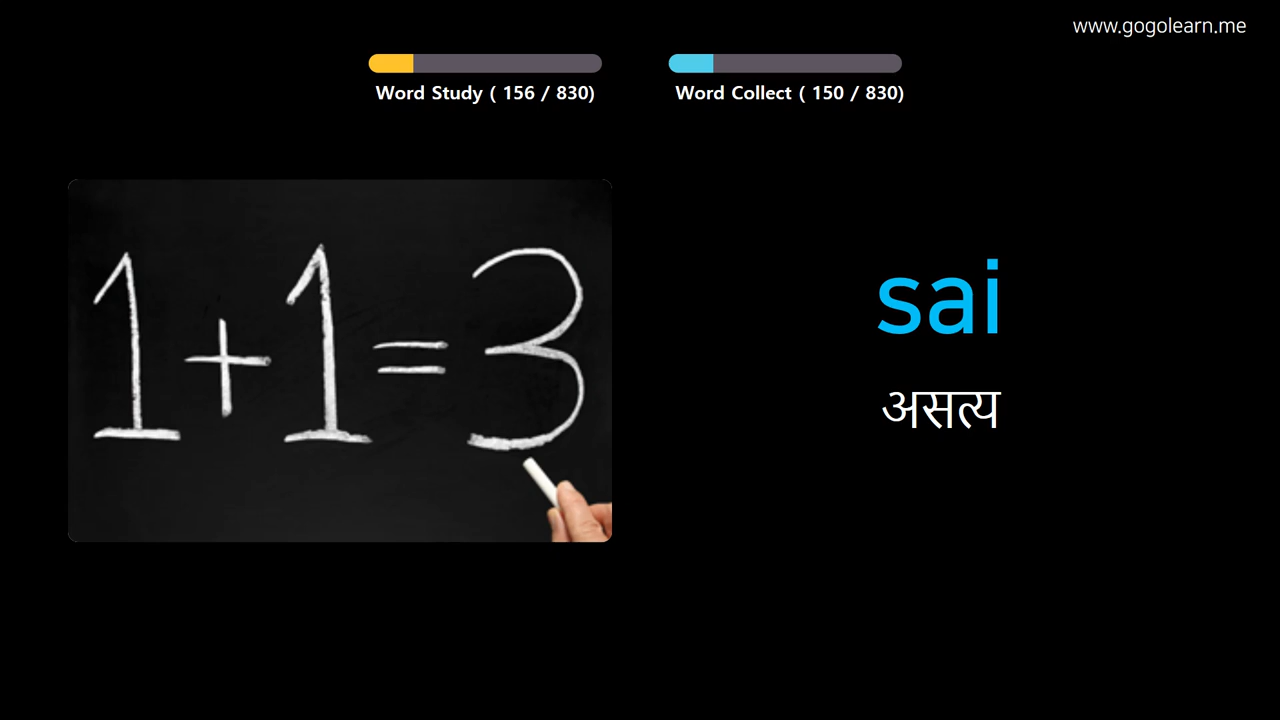 www.gogolearn.me
Word Study ( 156 / 830)
Word Collect ( 150 / 830)
1+1=3
sai
असत्य